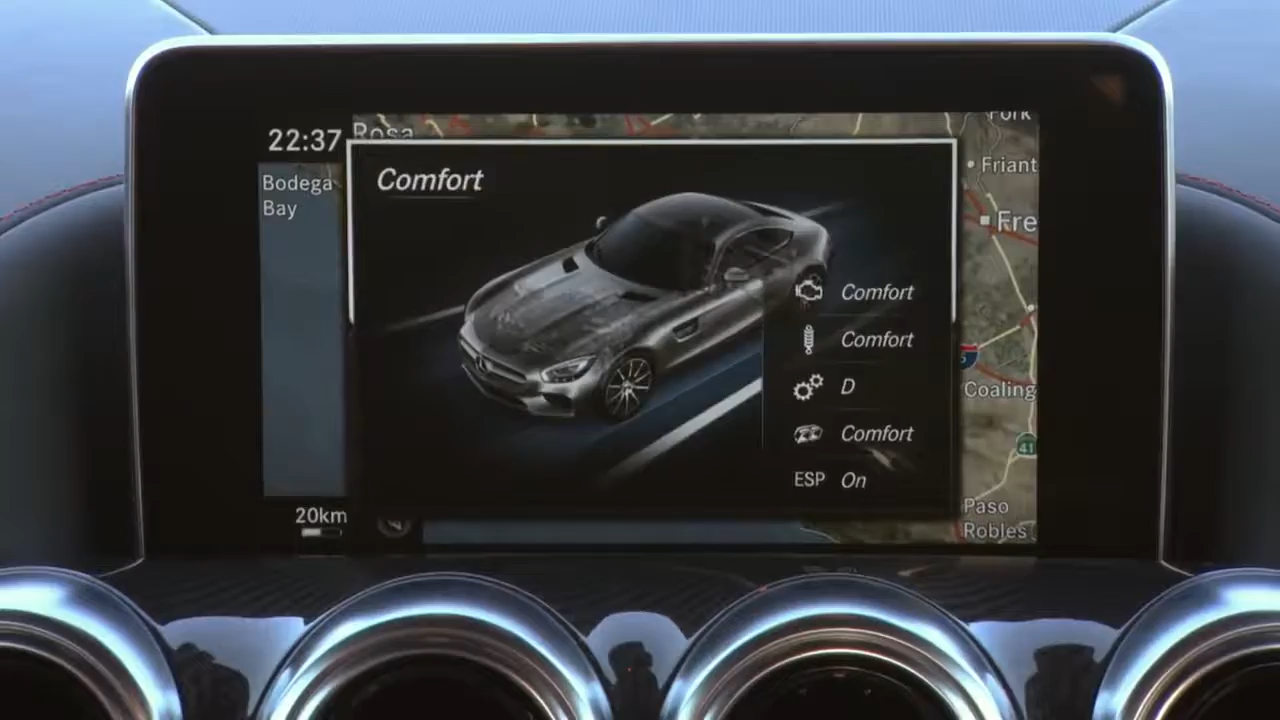 22:37
Rosa
Fork
Bodega
Bay
Comfort
Friant
Fre
Comfort
Comfort
5
D
Coaling
Comfort
41
ESP On
Paso
Robles
20km